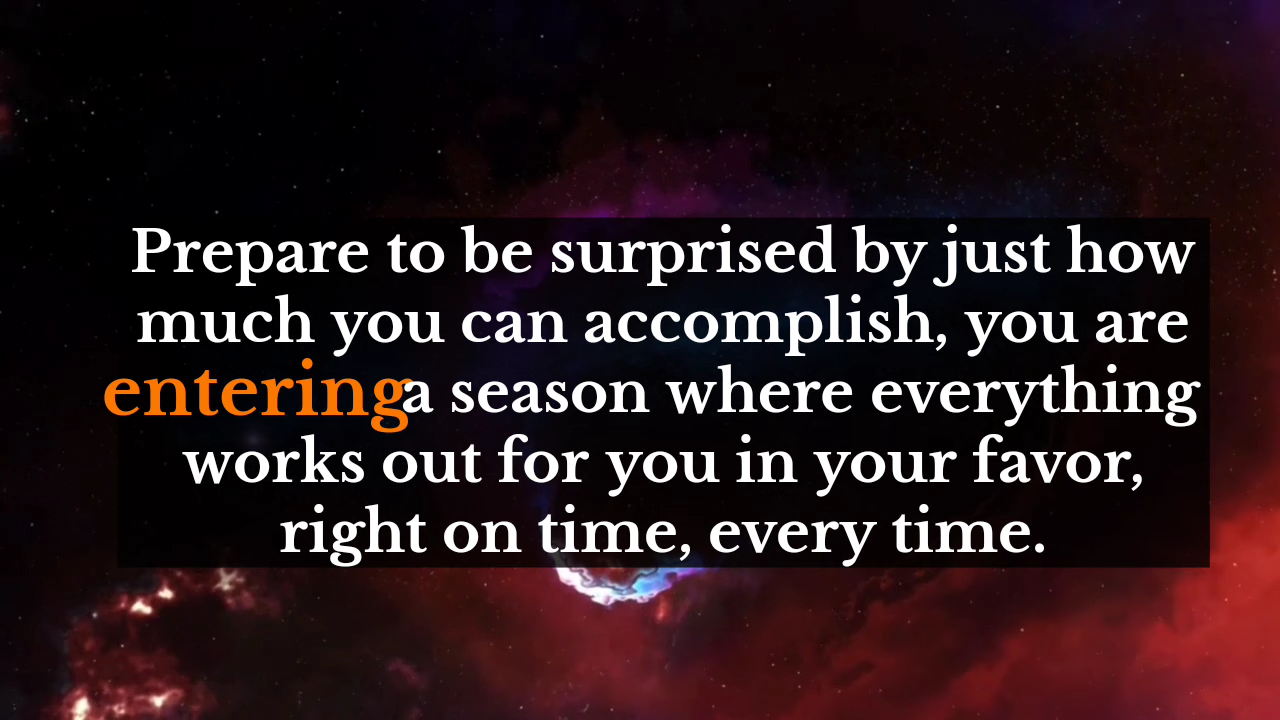 Prepare to be surprised by just how
much you can accomplish, you are
entering a season where everything
works out for you in your favor,
right on time, every time.